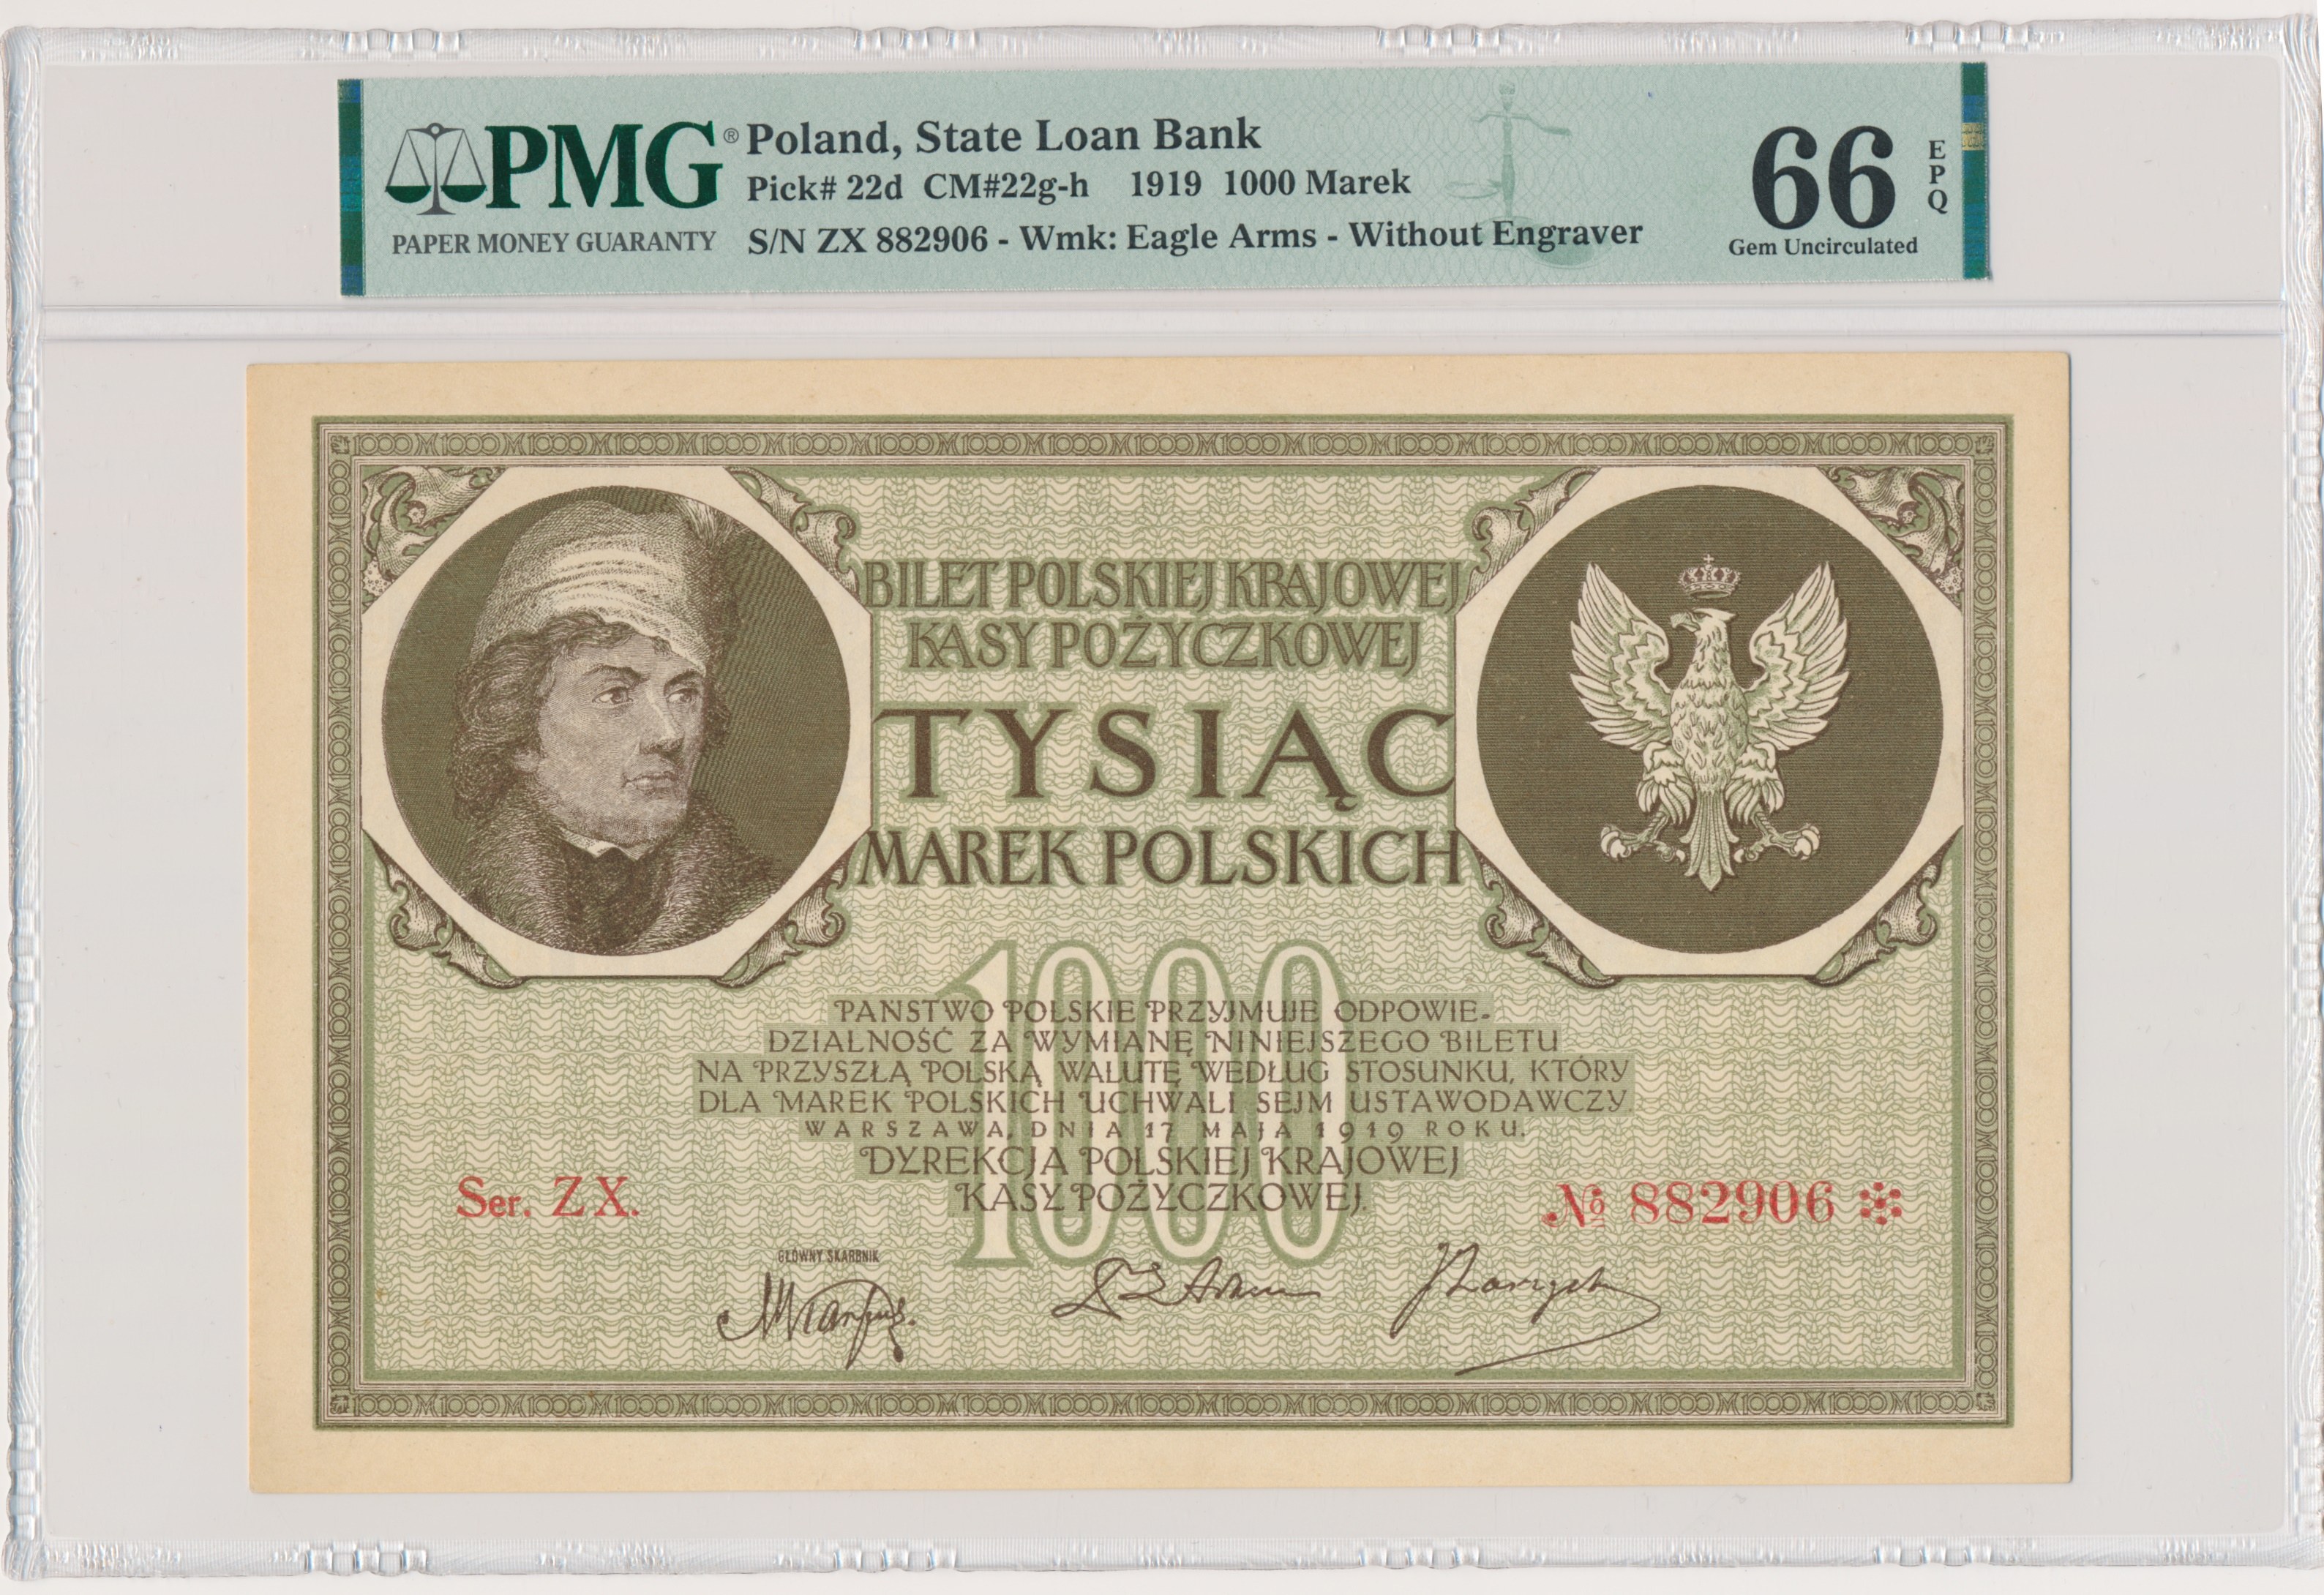 PMG®
PAPER MONEY GUARANTY
Poland, State Loan Bank
Pick# 22d CM#22g-h 1919 1000 Marek
S/N ZX 882906 - Wmk: Eagle Arms - Without Engraver
66 EPQ
Gem Uncirculated
BILET POLSKIEJ KRAJOWEJ
KASY POŻYCZKOWEJ
TYSIĄC
MAREK POLSKICH
1000
PAŃSTWO POLSKIE PRZYJMUJE ODPOWIE-
DZIALNOŚĆ ZA WYMIANĘ NINIEJSZEGO BILETU
NA PRZYSZŁĄ POLSKĄ WALUTĘ WEDŁUG STOSUNKU, KTÓRY
DLA MAREK POLSKICH UCHWALI SEJM USTAWODAWCZY.
WARSZAWA, DNIA 17 MAJA 1919 ROKU.
DYREKCJA POLSKIEJ KRAJOWEJ
KASY POŻYCZKOWEJ.
Ser. ZX.
№ 882906 *
GŁÓWNY SKARBNIK